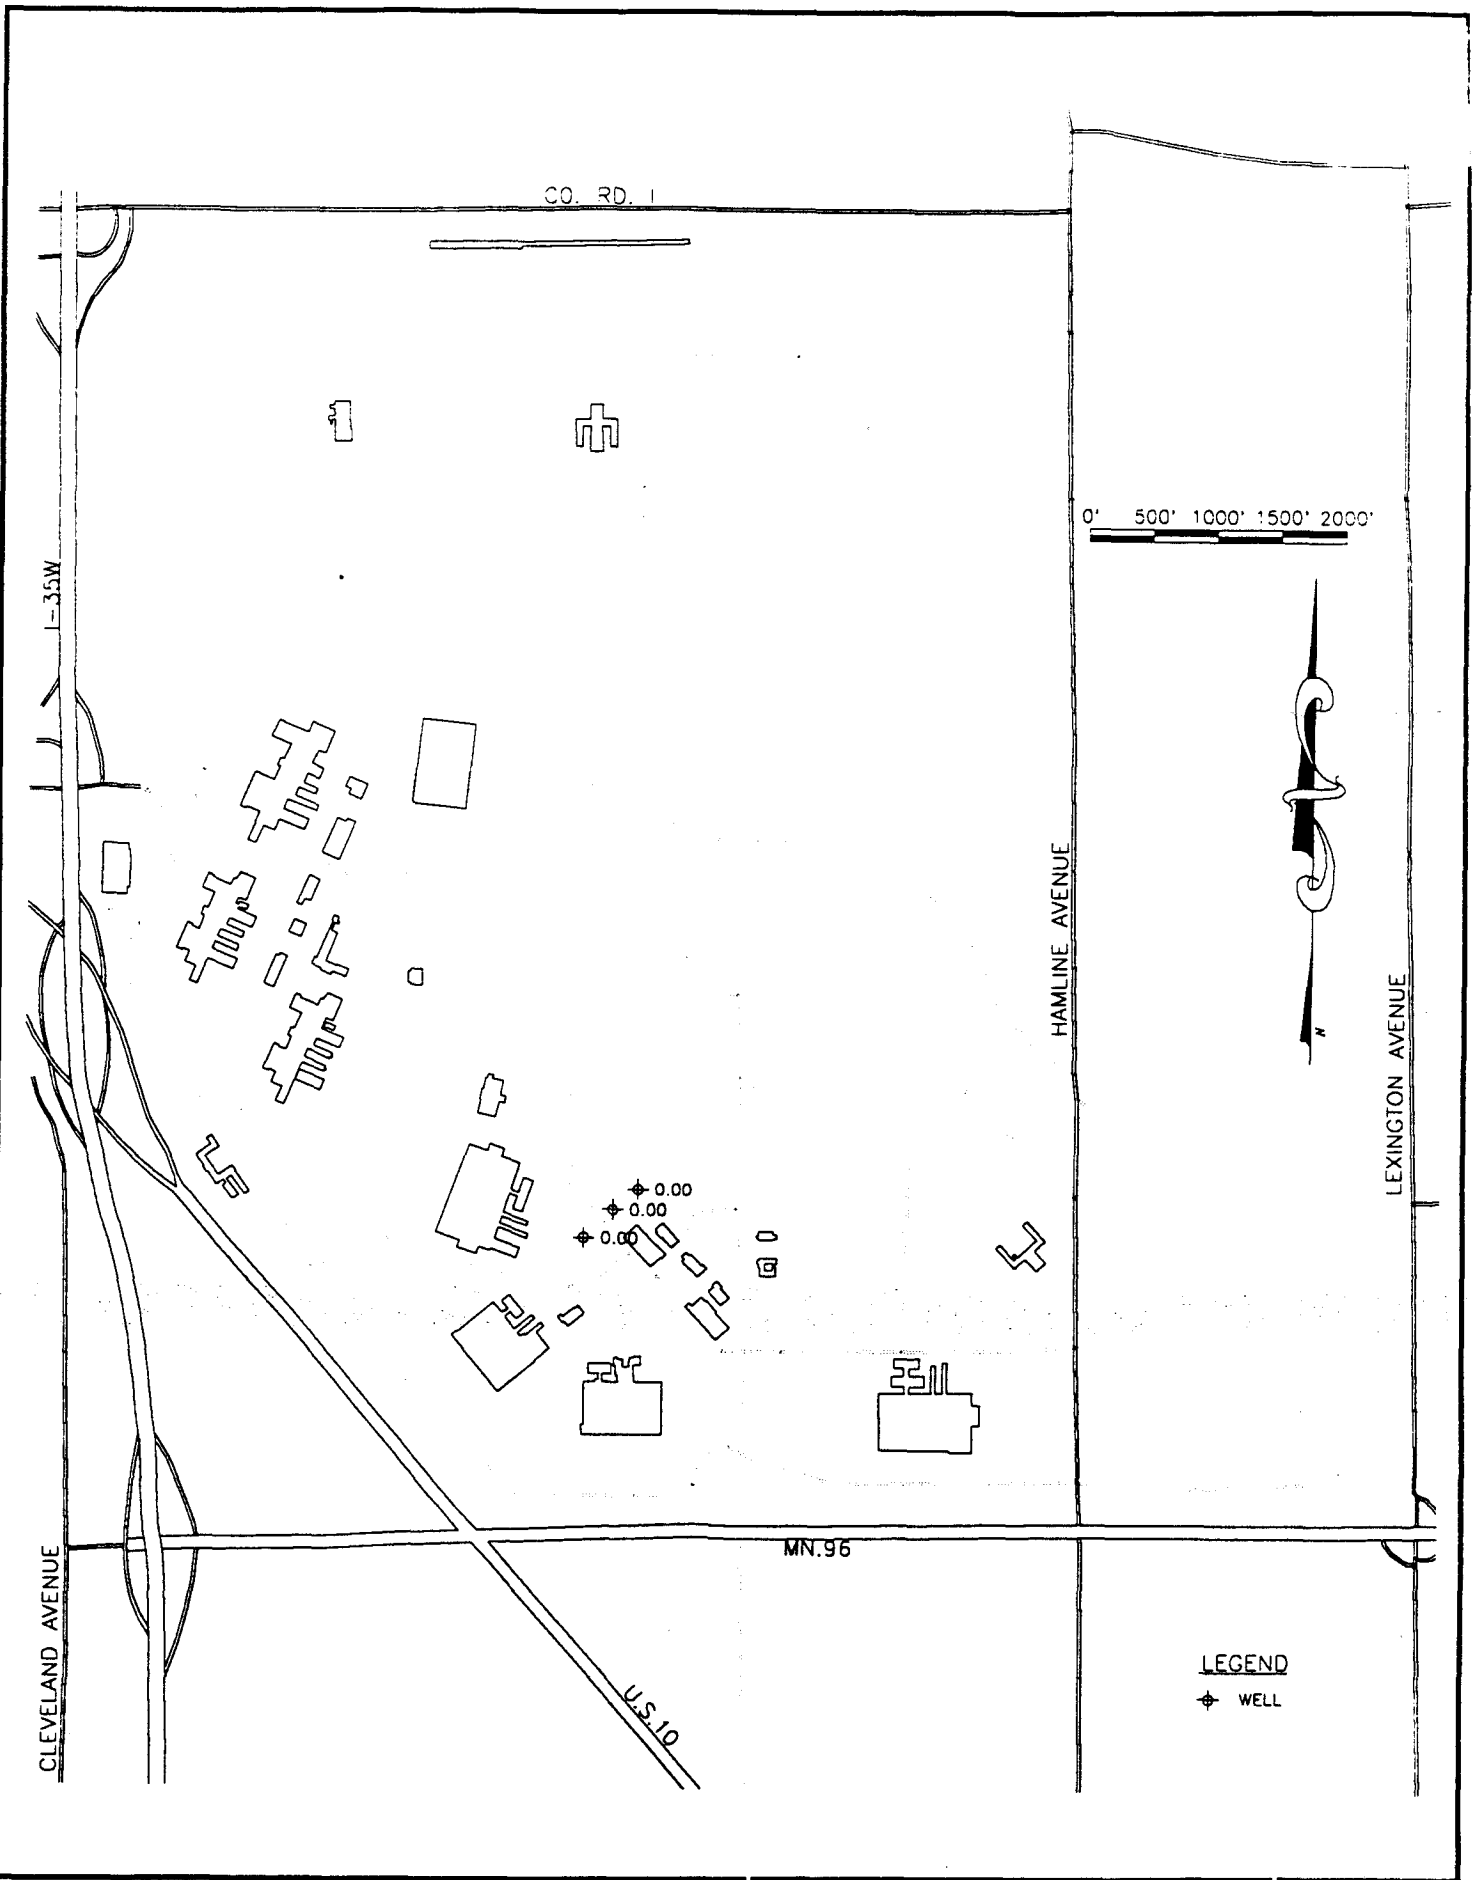 CO. RD. I
0' 500' 1000' 1500' 2000'
I-35W
HAMLINE AVENUE
LEXINGTON AVENUE
N
0.00
0.00
0.00
MN.96
CLEVELAND AVENUE
U.S.10
LEGEND
WELL